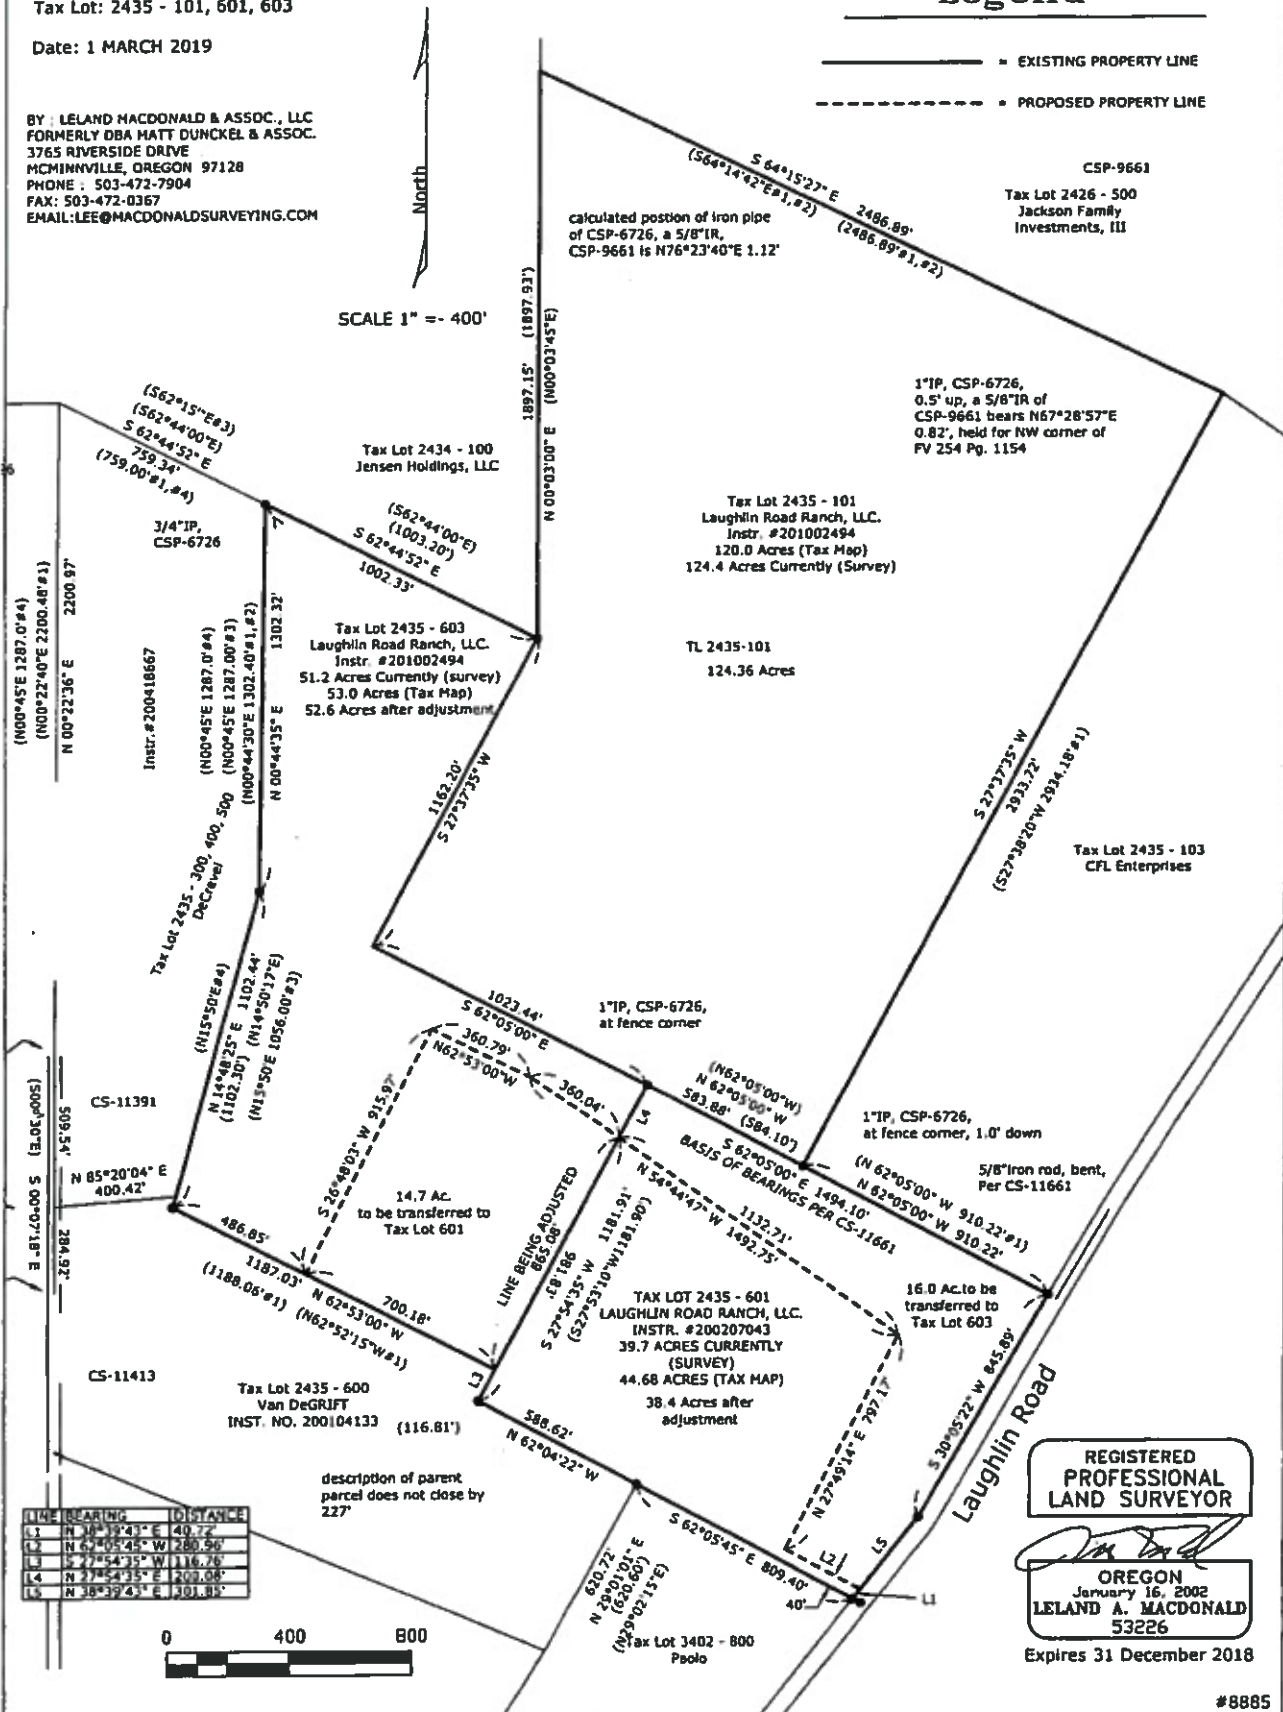 Tax Lot: 2435 - 101, 601, 603
Date: 1 MARCH 2019
BY : LELAND MACDONALD & ASSOC., LLC
FORMERLY DBA MATT DUNCKEL & ASSOC.
3765 RIVERSIDE DRIVE
MCMINNVILLE, OREGON 97128
PHONE : 503-472-7904
FAX: 503-472-0367
EMAIL:LEE@MACDONALDSURVEYING.COM
North
SCALE 1" =- 400'
Legend
= EXISTING PROPERTY LINE
= PROPOSED PROPERTY LINE
CSP-9661
Tax Lot 2426 - 500
Jackson Family
Investments, III
S 64°15'27" E 2486.89'
(S64°14'42"E#1,#2) (2486.89'#1,#2)
calculated postion of iron pipe
of CSP-6726, a 5/8"IR,
CSP-9661 is N76°23'40"E 1.12'
1897.15' (1897.93')
N 00°03'00" E (N00°03'45"E)
1"IP, CSP-6726,
0.5' up, a 5/8"IR of
CSP-9661 bears N67°28'57"E
0.82', held for NW corner of
FV 254 Pg. 1154
(S62°15'"E#3)
(S62°44'00"E)
S 62°44'52" E
759.34'
(759.00'#1,#4)
Tax Lot 2434 - 100
Jensen Holdings, LLC
3/4"IP,
CSP-6726
(S62°44'00"E)
(1003.20')
S 62°44'52" E
1002.33'
Tax Lot 2435 - 101
Laughlin Road Ranch, LLC.
Instr. #201002494
120.0 Acres (Tax Map)
124.4 Acres Currently (Survey)
TL 2435-101
124.36 Acres
(N00°45'E 1287.0'#4)
(N00°22'40"E 2200.48'#1)
N 00°22'36" E 2200.97'
Instr.#200418667
(N00°45'E 1287.0'#4)
(N00°45'E 1287.00'#3)
(N00°44'30"E 1302.40'#1,#2)
N 00°44'35" E 1302.32'
Tax Lot 2435 - 603
Laughlin Road Ranch, LLC.
Instr. #201002494
51.2 Acres Currently (survey)
53.0 Acres (Tax Map)
52.6 Acres after adjustment
1162.20'
S 27°37'35" W
S 27°37'35" W
2933.72'
(S27°38'20"W 2934.18'#1)
Tax Lot 2435 - 103
CFL Enterprises
Tax Lot 2435 - 300, 400, 500
DeCrevel
(N15°50'E#4)
N 14°48'25" E 1102.44'
(1102.30') (N14°50'17"E)
(N15°50'E 1056.00'#3)
1023.44'
S 62°05'00" E
1"IP, CSP-6726,
at fence corner
360.79'
N62°53'00"W
360.04'
L4
(N62°05'00"W)
N 62°05'00" W
583.88' (584.10')
1"IP, CSP-6726,
at fence corner, 1.0' down
5/8"iron rod, bent,
Per CS-11661
(N 62°05'00" W 910.22'#1)
N 62°05'00" W 910.22'
S 62°05'00" E 1494.10'
BASIS OF BEARINGS PER CS-11661
CS-11391
509.54'
S 00°07'18" E
284.92'
N 85°20'04" E
400.42'
S 26°48'03" W 915.97'
14.7 Ac.
to be transferred to
Tax Lot 601
LINE BEING ADJUSTED
865.08'
981.83'
S 27°54'35" W 1181.91'
(S27°53'10"W1181.90')
1132.71'
N 54°44'47" W 1492.75'
486.85'
1187.03'
(1188.06'#1)
N 62°53'00" W
(N62°52'15"W#1)
700.18'
TAX LOT 2435 - 601
LAUGHLIN ROAD RANCH, LLC.
INSTR. #200207043
39.7 ACRES CURRENTLY
(SURVEY)
44.68 ACRES (TAX MAP)
38.4 Acres after
adjustment
16.0 Ac.to be
transferred to
Tax Lot 603
S 30°05'22" W 845.89'
Laughlin Road
CS-11413
Tax Lot 2435 - 600
Van DeGRIFT
INST. NO. 200104133
L3
(116.81')
588.62'
N 62°04'22" W
N 27°49'14" E 797.17'
description of parent
parcel does not close by
227'
S 62°05'45" E 809.40'
L2
L5
L1
40'
620.72'
N 29°01'01" E
(620.60')
(N29°02'15"E)
Tax Lot 3402 - 800
Paolo
LINE BEARING DISTANCE
L1 N 38°39'43" E 40.72'
L2 N 62°05'45" W 280.96'
L3 S 27°54'35" W 116.76'
L4 N 27°54'35" E 200.08'
L5 N 38°39'43" E 301.85'
0 400 800
REGISTERED
PROFESSIONAL
LAND SURVEYOR
OREGON
January 16, 2002
LELAND A. MACDONALD
53226
Expires 31 December 2018
#8885